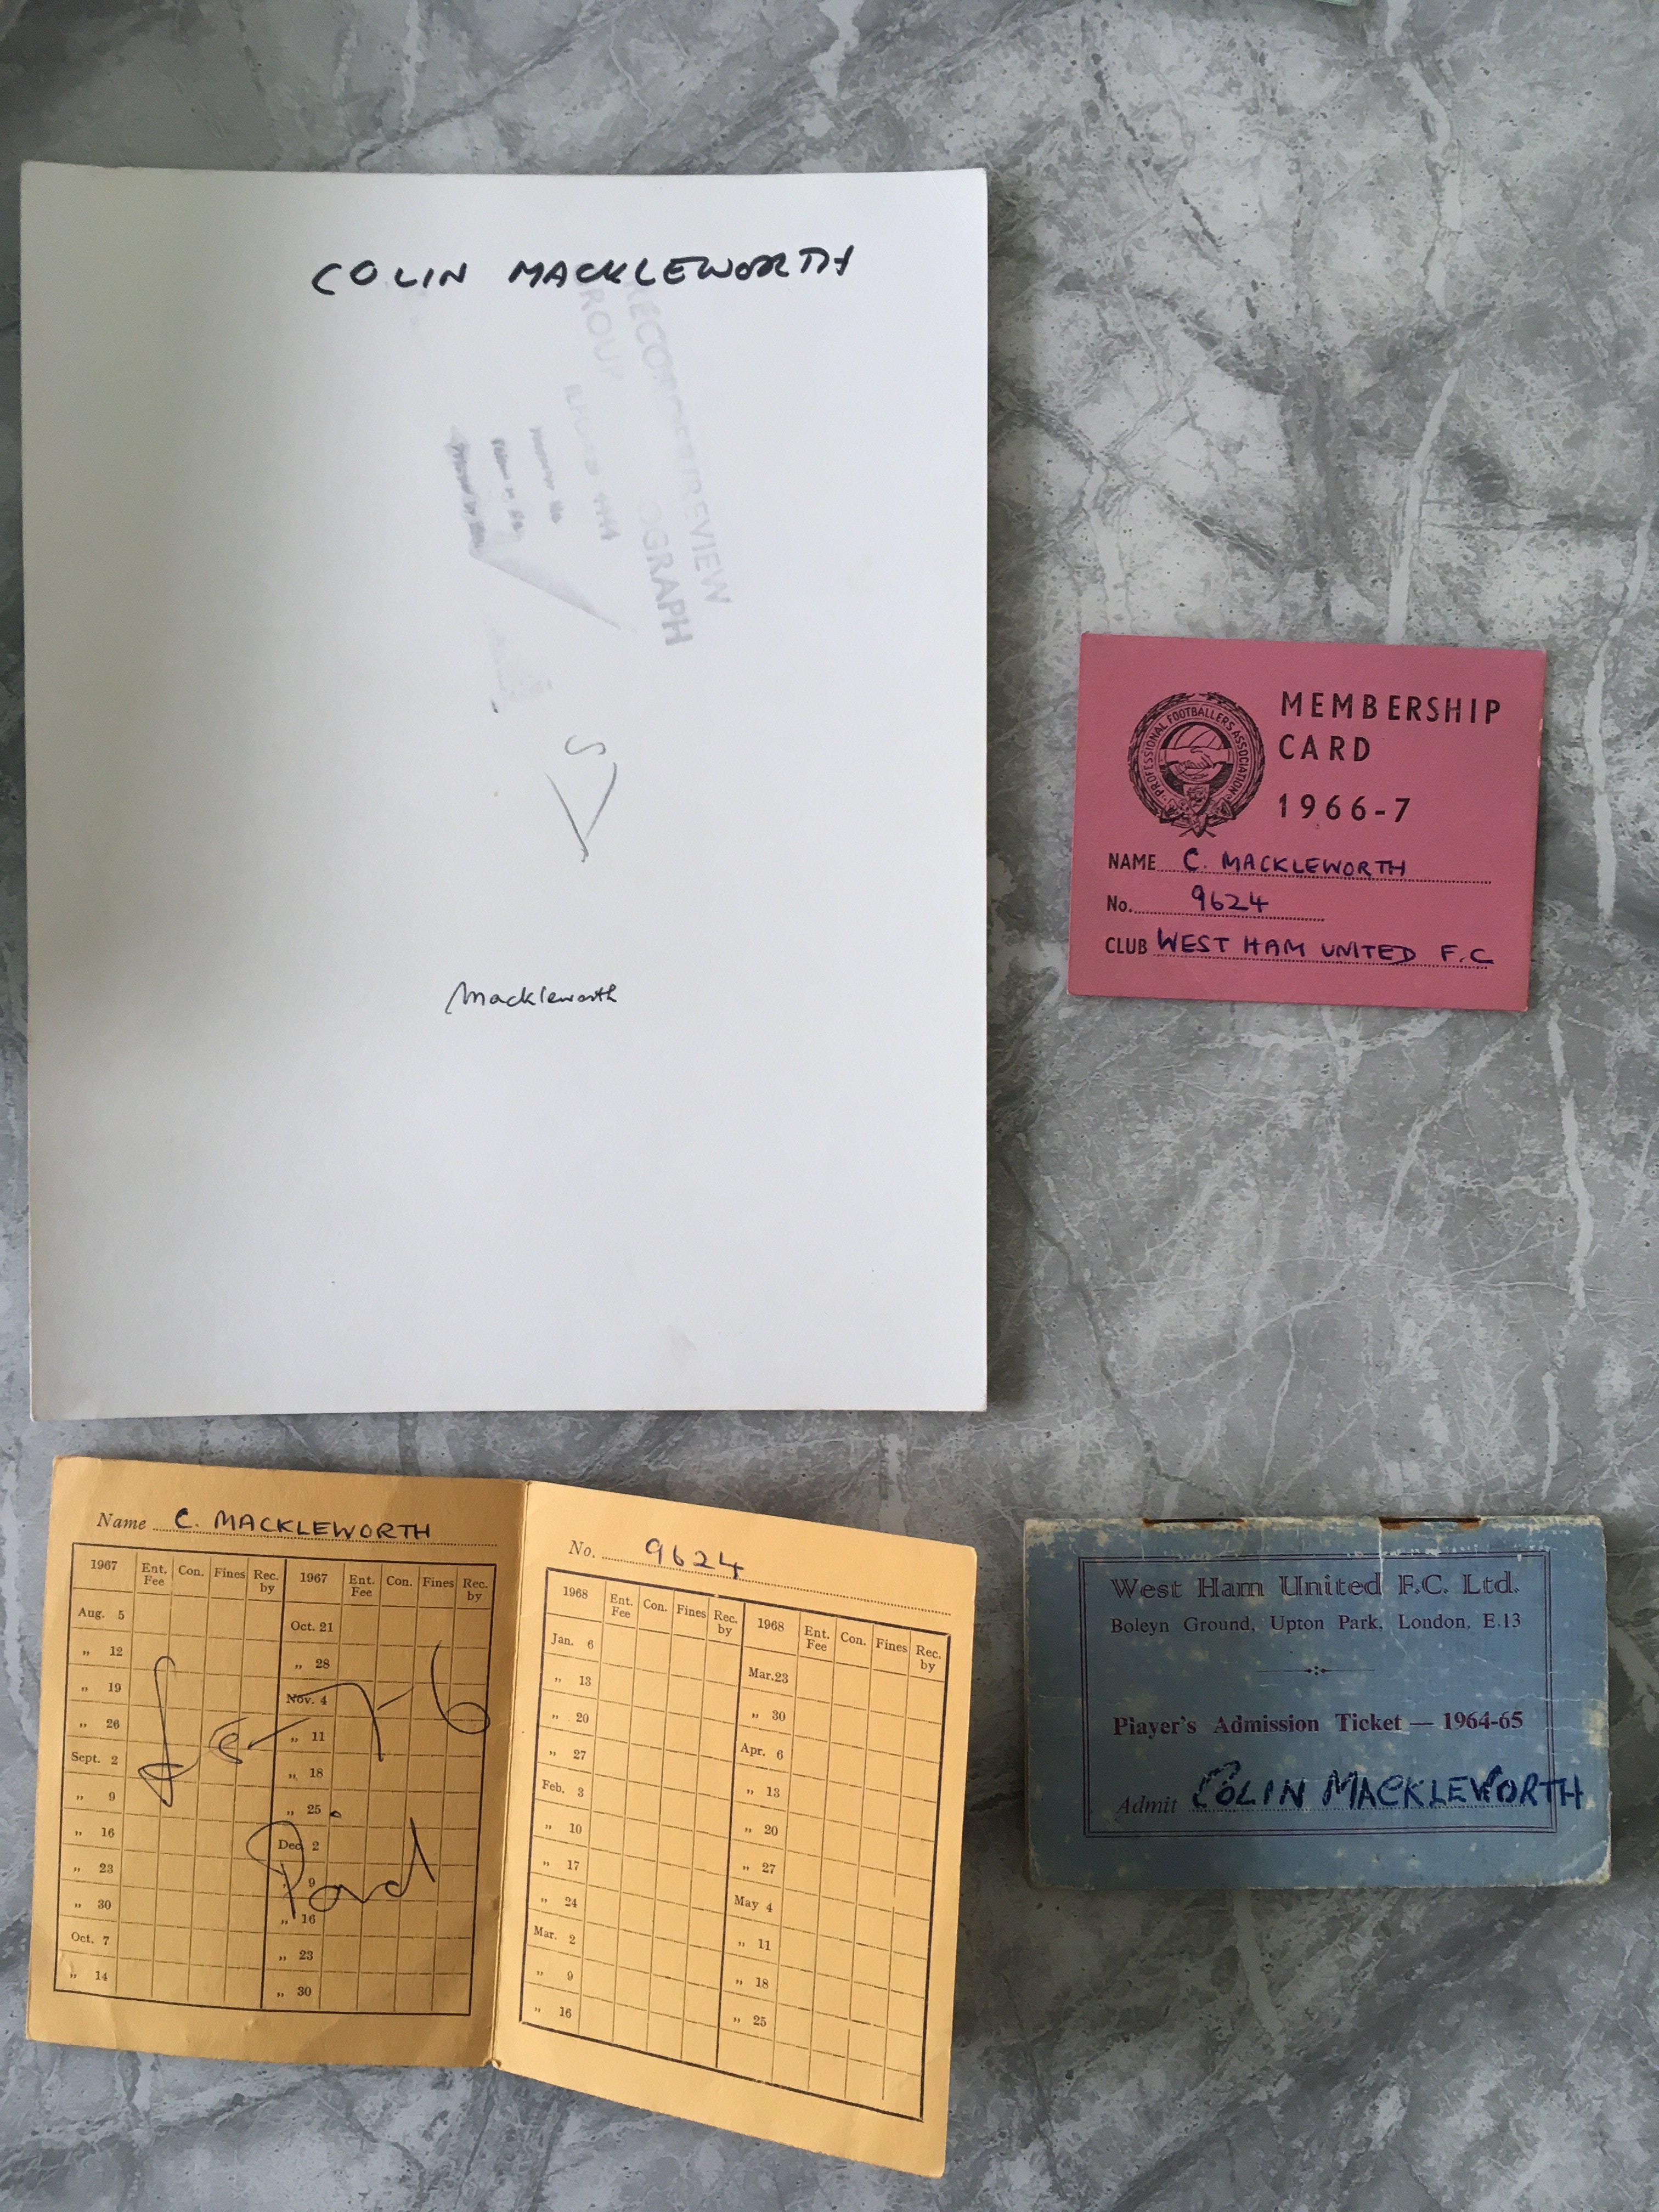 COLIN MACKLEWORTH
RECORDER REVIEW
GROUP
OGRAPH
Mackleworth
MEMBERSHIP
CARD
1966-7
PROFESSIONAL FOOTBALLERS ASSOCIATION
NAME C. MACKLEWORTH
No. 9624
CLUB WEST HAM UNITED F.C
Name C. MACKLEWORTH
1967 Ent. Fee Con. Fines Rec. by 1967 Ent. Fee Con. Fines Rec. by
Aug. 5 Oct. 21
„ 12 „ 28
„ 19 Nov. 4
„ 26 „ 11
Sept. 2 „ 18
„ 9 „ 25
„ 16 Dec. 2
„ 23 „ 9
„ 30 „ 16
Oct. 7 „ 23
„ 14 „ 30
Paid
No. 9624
1968 Ent. Fee Con. Fines Rec. by 1968 Ent. Fee Con. Fines Rec. by
Jan. 6 Mar. 23
„ 13 „ 30
„ 20 Apr. 6
„ 27 „ 13
Feb. 3 „ 20
„ 10 „ 27
„ 17 May 4
„ 24 „ 11
Mar. 2 „ 18
„ 9 „ 25
„ 16
West Ham United F.C. Ltd.
Boleyn Ground, Upton Park, London, E.13
Player's Admission Ticket — 1964-65
Admit COLIN MACKLEWORTH